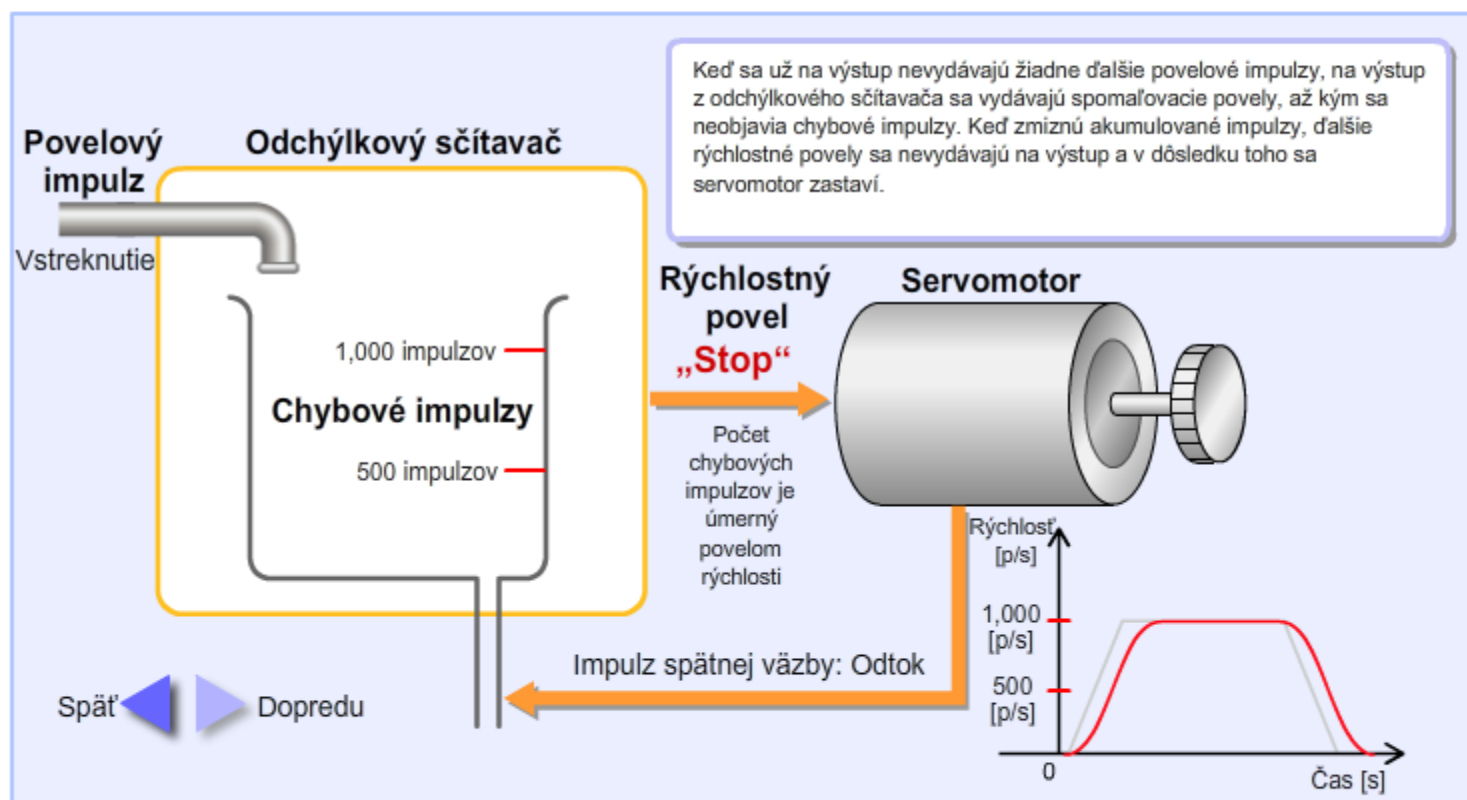 Keď sa už na výstup nevydávajú žiadne ďalšie povelové impulzy, na výstup
z odchýlkového sčítavača sa vydávajú spomaľovacie povely, až kým sa
neobjavia chybové impulzy. Keď zmiznú akumulované impulzy, ďalšie
rýchlostné povely sa nevydávajú na výstup a v dôsledku toho sa
servomotor zastaví.
Povelový
impulz
Odchýlkový sčítavač
Vstreknutie
1,000 impulzov
Chybové impulzy
500 impulzov
Rýchlostný
povel
„Stop“
Počet
chybových
impulzov je
úmerný
povelom
rýchlosti
Servomotor
Impulz spätnej väzby: Odtok
Späť
Dopredu
Rýchlosť
[p/s]
1,000
[p/s]
500
[p/s]
0
Čas [s]